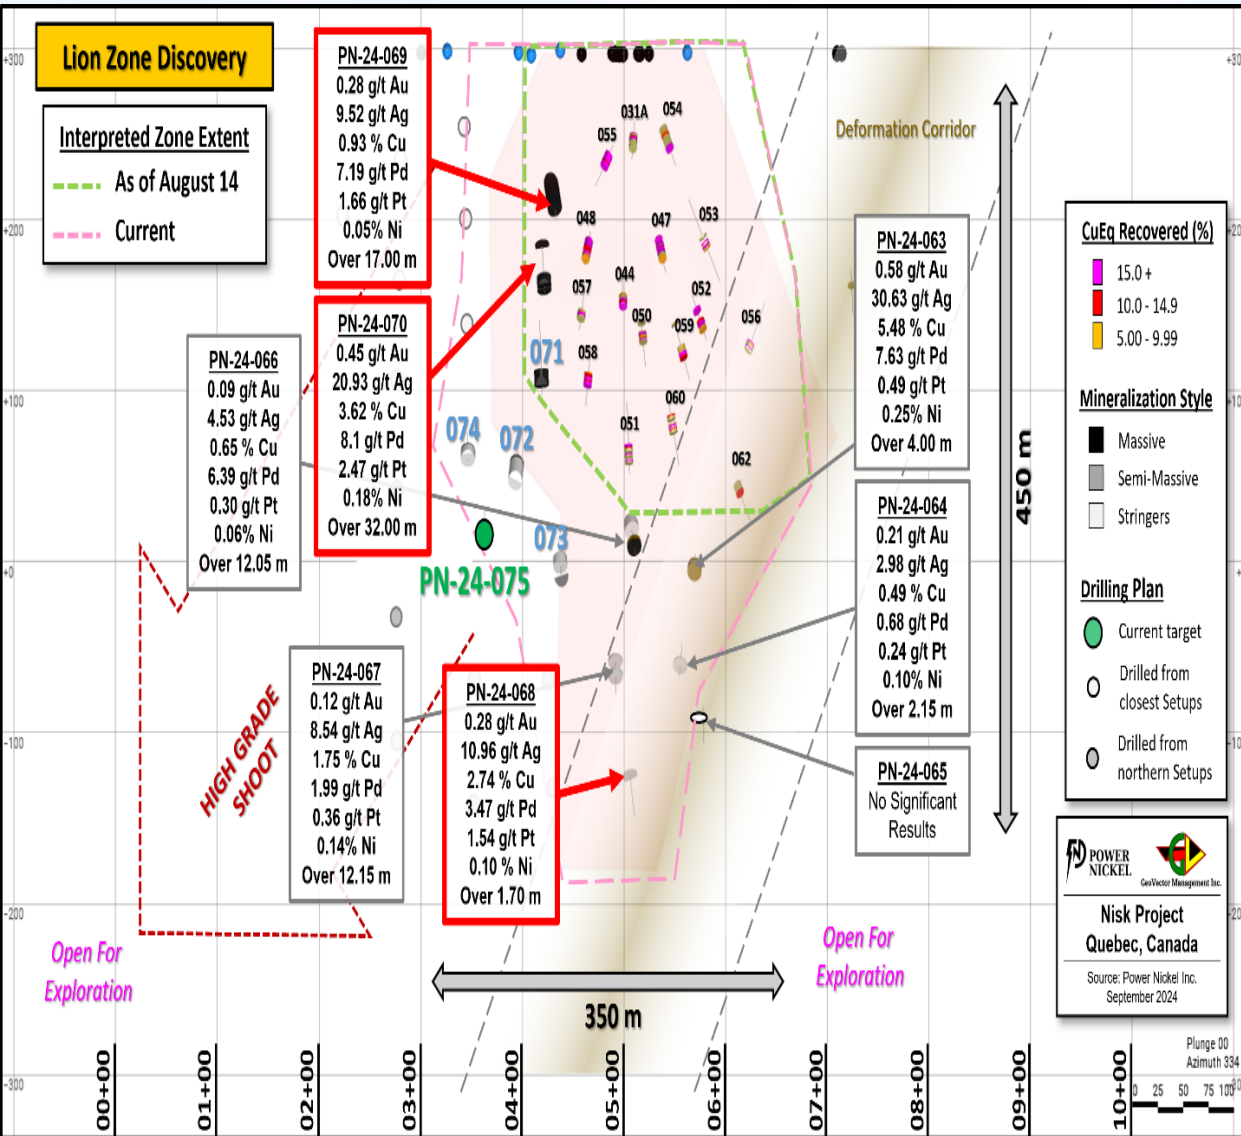 Lion Zone Discovery
Interpreted Zone Extent
As of August 14
Current
PN-24-069
0.28 g/t Au
9.52 g/t Ag
0.93 % Cu
7.19 g/t Pd
1.66 g/t Pt
0.05% Ni
Over 17.00 m
PN-24-070
0.45 g/t Au
20.93 g/t Ag
3.62 % Cu
8.1 g/t Pd
2.47 g/t Pt
0.18% Ni
Over 32.00 m
PN-24-066
0.09 g/t Au
4.53 g/t Ag
0.65 % Cu
6.39 g/t Pd
0.30 g/t Pt
0.06% Ni
Over 12.05 m
PN-24-067
0.12 g/t Au
8.54 g/t Ag
1.75 % Cu
1.99 g/t Pd
0.36 g/t Pt
0.14% Ni
Over 12.15 m
PN-24-068
0.28 g/t Au
10.96 g/t Ag
2.74 % Cu
3.47 g/t Pd
1.54 g/t Pt
0.10 % Ni
Over 1.70 m
PN-24-063
0.58 g/t Au
30.63 g/t Ag
5.48 % Cu
7.63 g/t Pd
0.49 g/t Pt
0.25% Ni
Over 4.00 m
PN-24-064
0.21 g/t Au
2.98 g/t Ag
0.49 % Cu
0.68 g/t Pd
0.24 g/t Pt
0.10% Ni
Over 2.15 m
PN-24-065
No Significant
Results
031A
054
055
048
047
053
057
044
052
050
059
056
058
060
051
062
071
074
072
073
PN-24-075
Deformation Corridor
HIGH GRADE
SHOOT
Open For
Exploration
Open For
Exploration
350 m
450 m
CuEq Recovered (%)
15.0 +
10.0 - 14.9
5.00 - 9.99
Mineralization Style
Massive
Semi-Massive
Stringers
Drilling Plan
Current target
Drilled from
closest Setups
Drilled from
northern Setups
POWER
NICKEL
GeoVector Management Inc.
Nisk Project
Quebec, Canada
Source: Power Nickel Inc.
September 2024
Plunge 00
Azimuth 334
0 25 50 75 100
+300
+200
+100
+0
-100
-200
-300
00+00
01+00
02+00
03+00
04+00
05+00
06+00
07+00
08+00
09+00
10+00